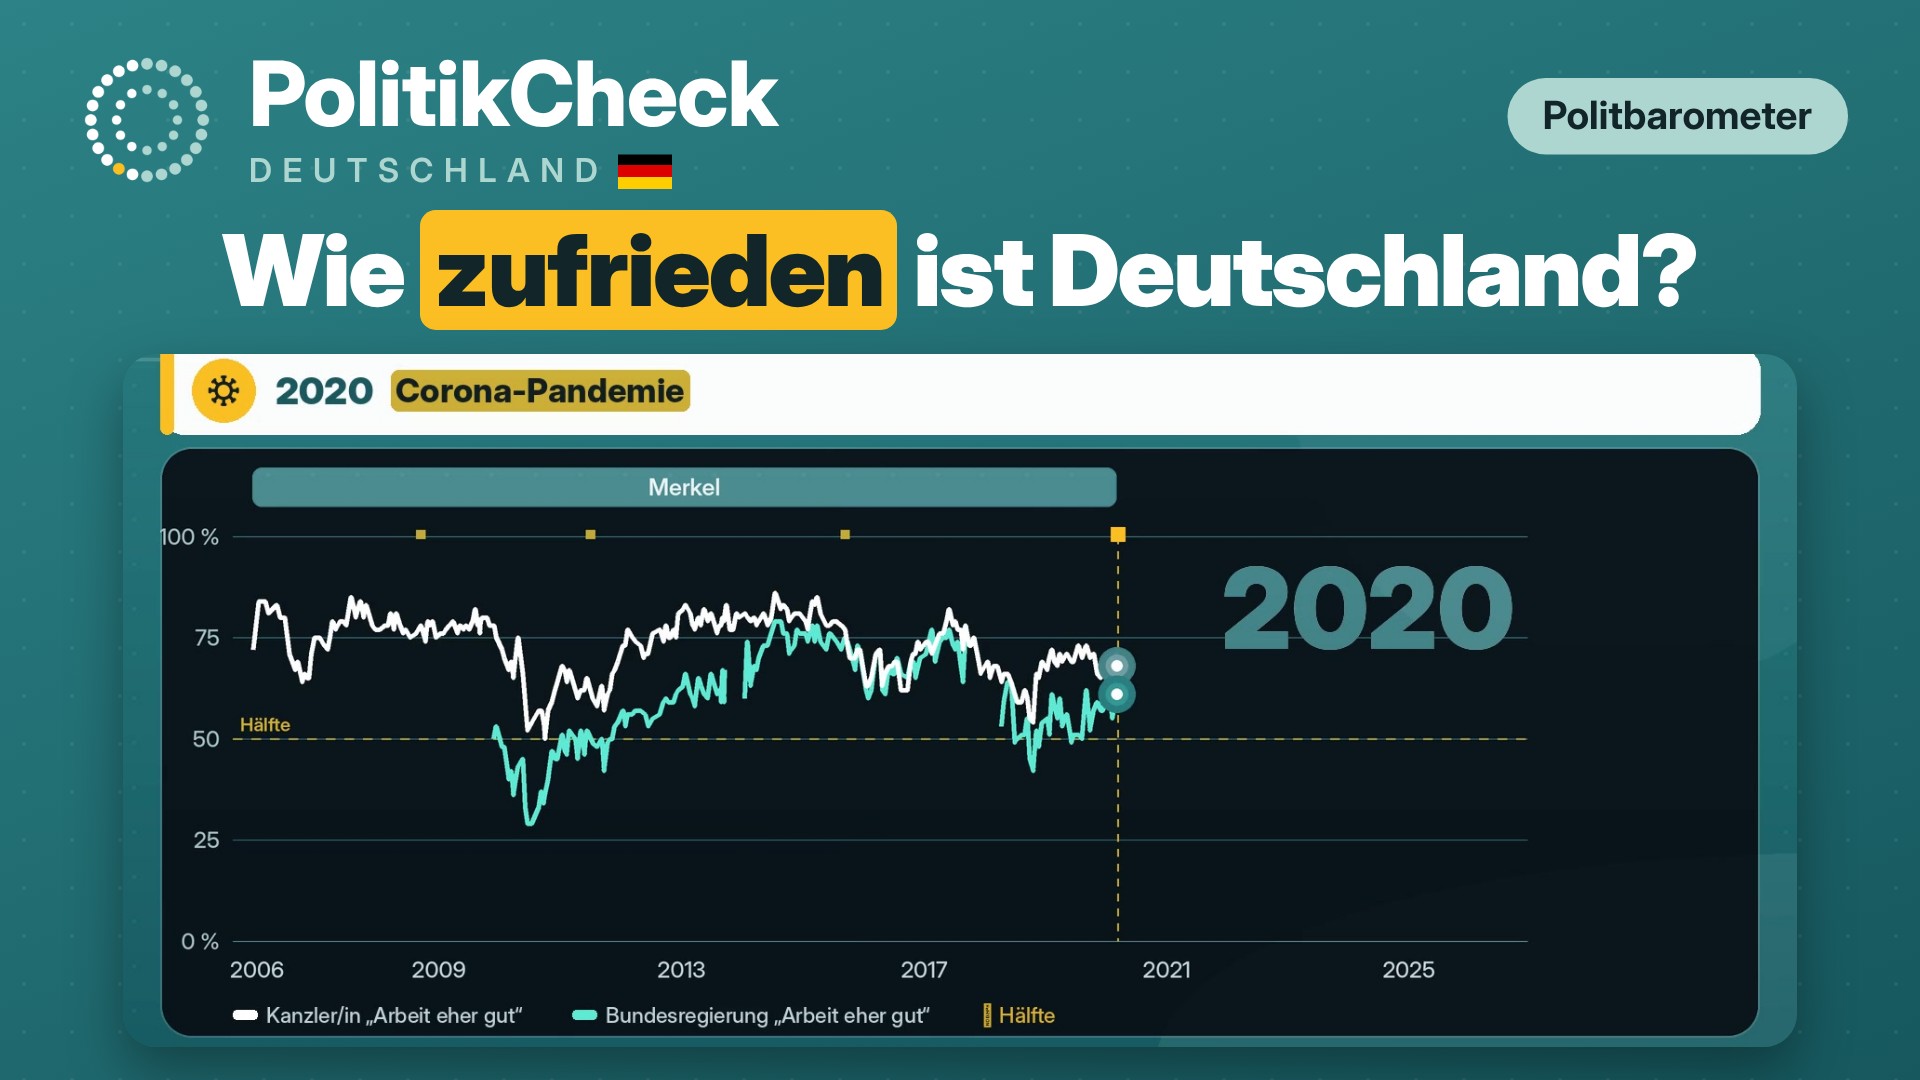 PolitikCheck
DEUTSCHLAND
Politbarometer
Wie zufrieden ist Deutschland?
2020 Corona-Pandemie
Merkel
100 %
2020
75
Hälfte
50
25
0 %
2006 2009 2013 2017 2021 2025
Kanzler/in „Arbeit eher gut“ Bundesregierung „Arbeit eher gut“ Hälfte